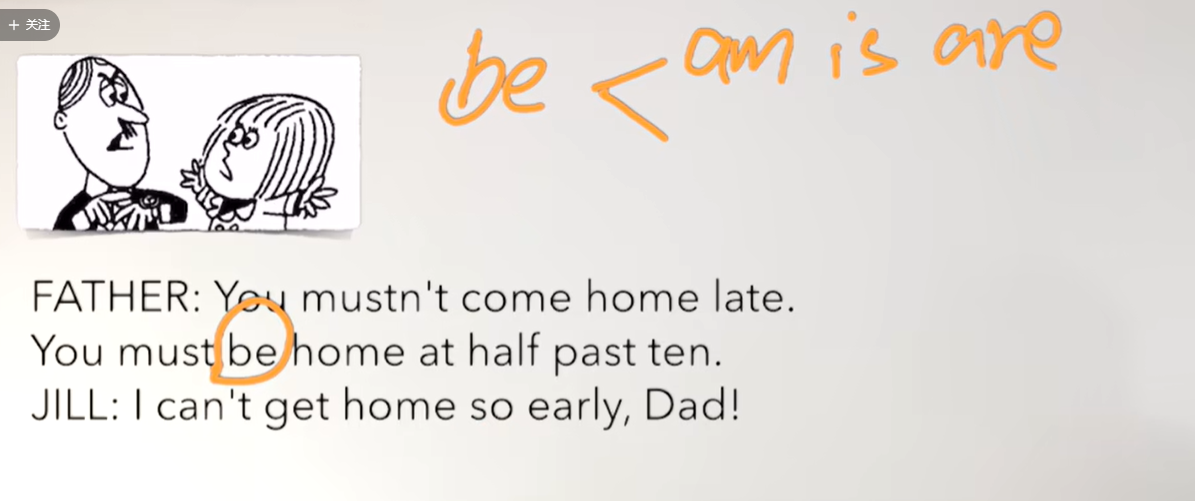 + 关注
be < am is are
FATHER: You mustn't come home late.
You must be home at half past ten.
JILL: I can't get home so early, Dad!